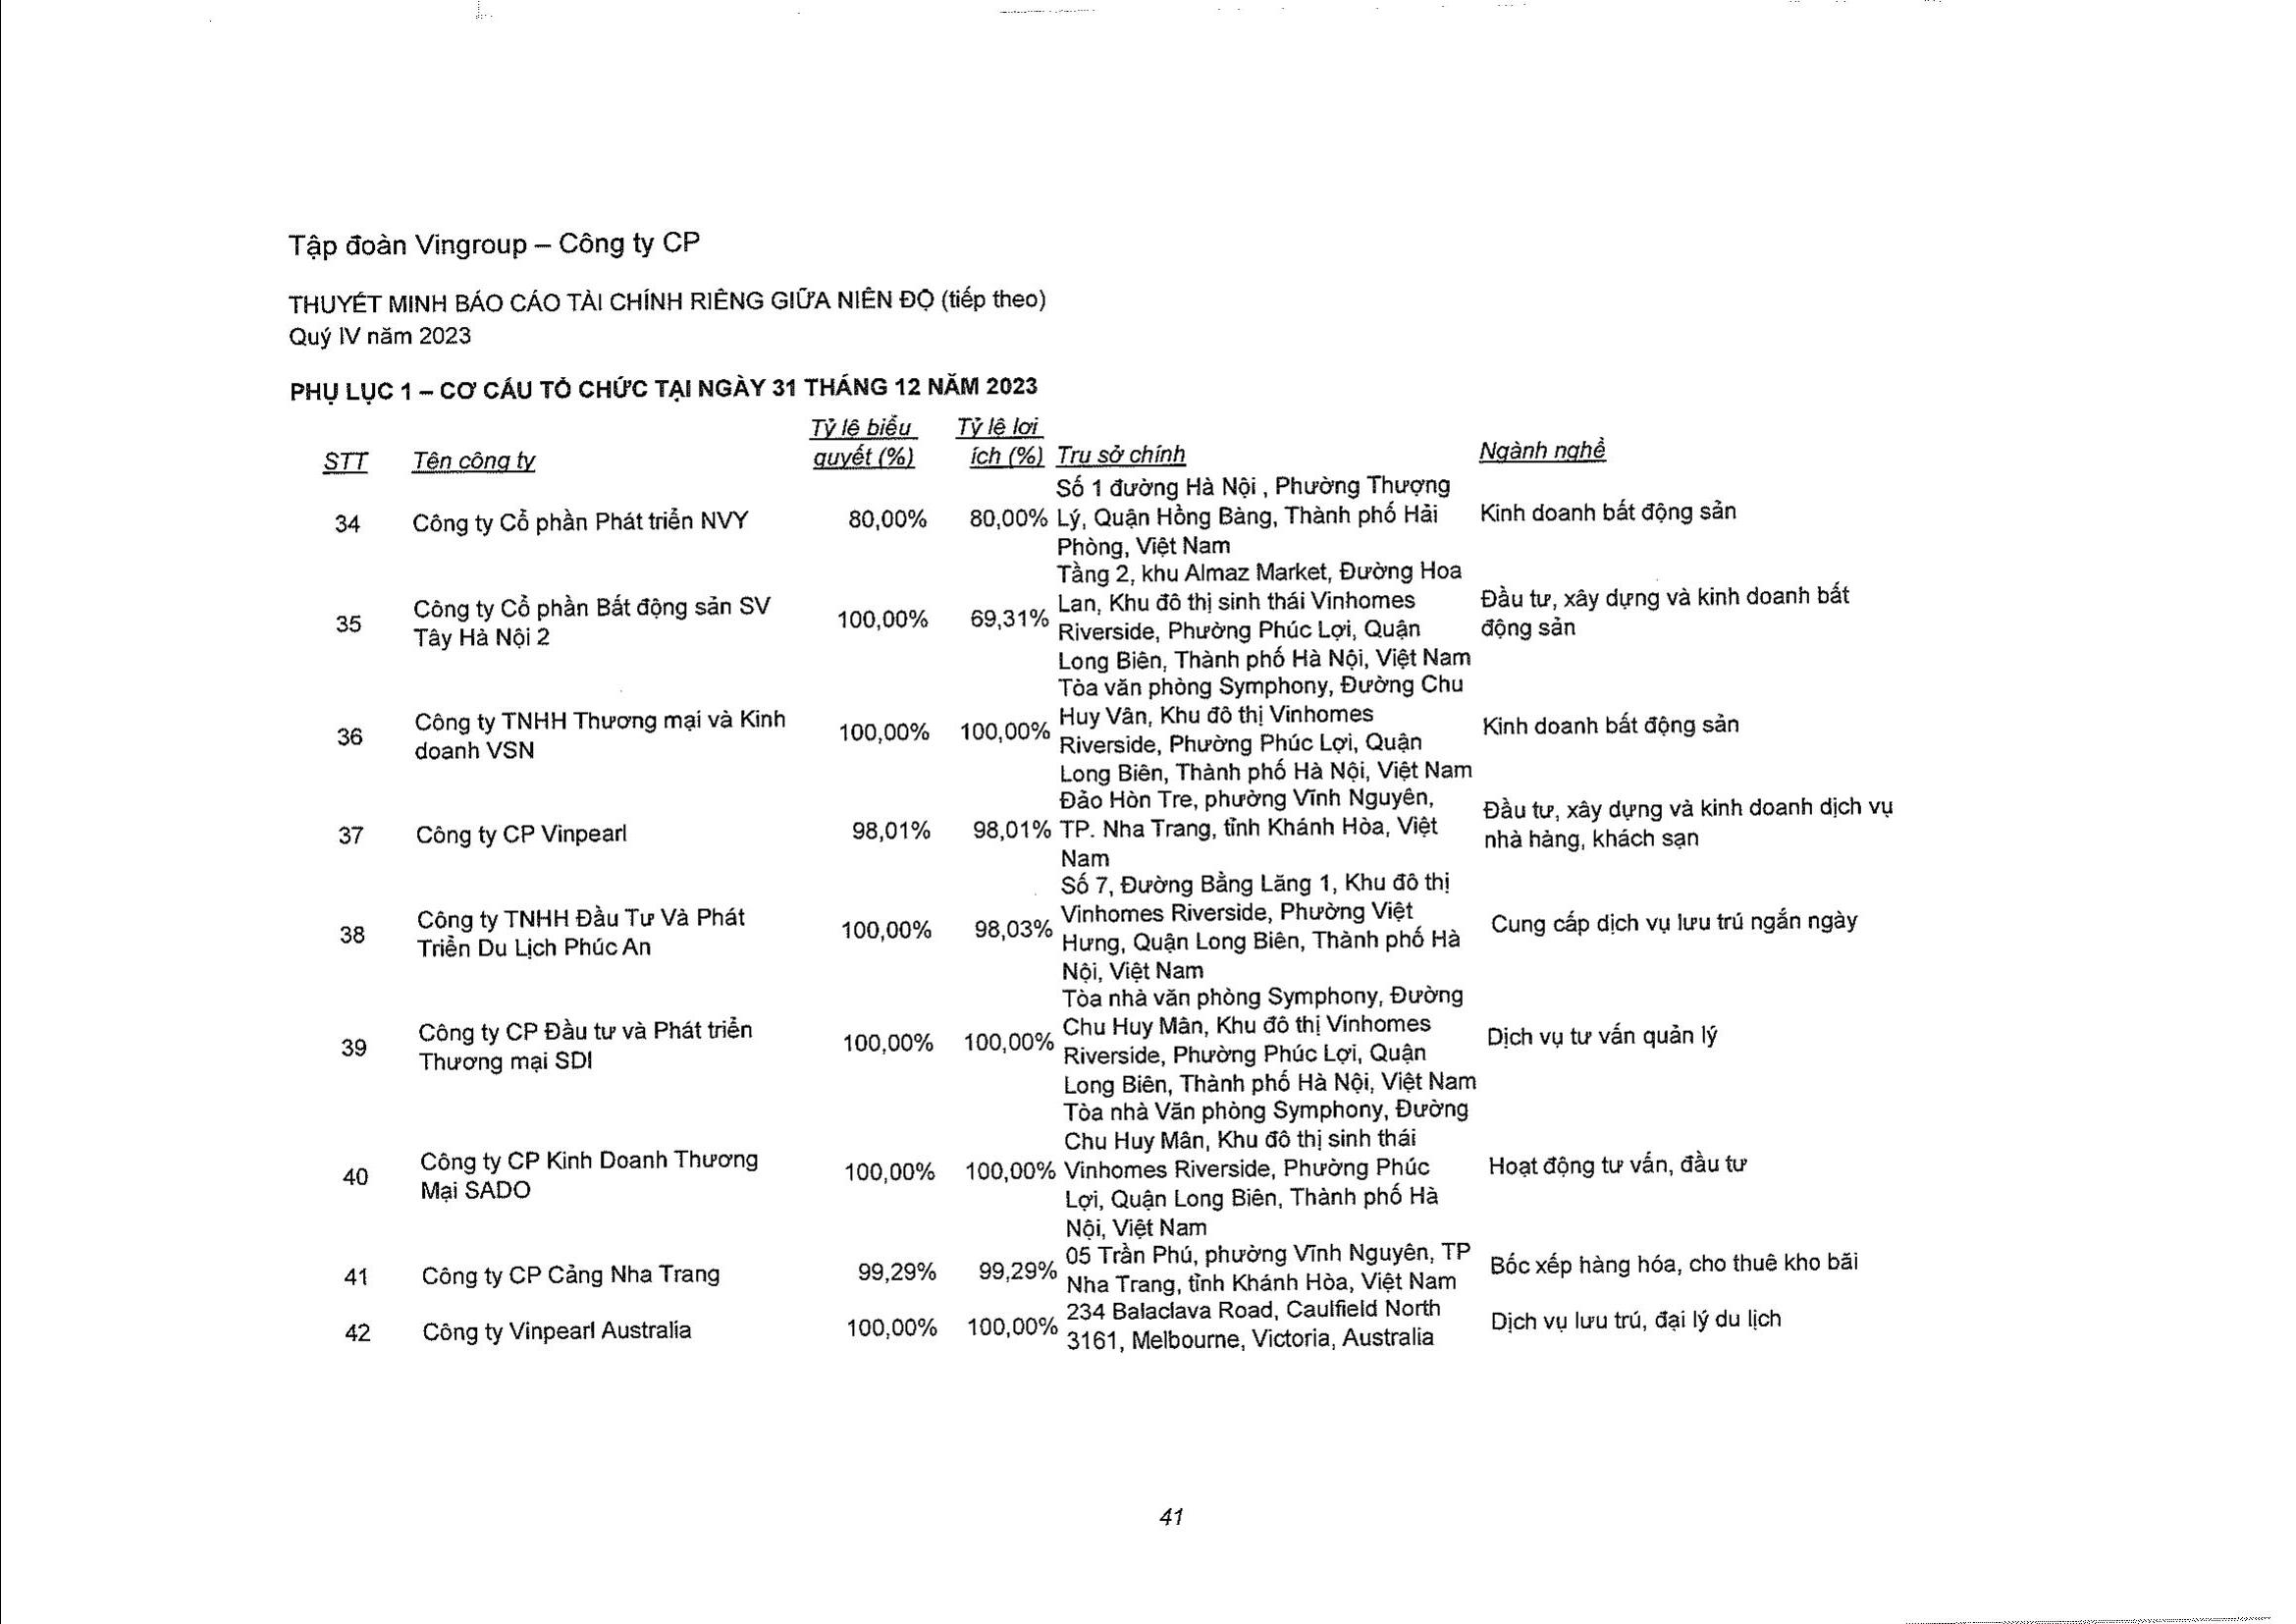 Tập đoàn Vingroup – Công ty CP
THUYẾT MINH BÁO CÁO TÀI CHÍNH RIÊNG GIỮA NIÊN ĐỘ (tiếp theo)
Quý IV năm 2023
PHỤ LỤC 1 – CƠ CẤU TỔ CHỨC TẠI NGÀY 31 THÁNG 12 NĂM 2023
STT Tên công ty Tỷ lệ biểu quyết (%) Tỷ lệ lợi ích (%) Trụ sở chính Ngành nghề
34 Công ty Cổ phần Phát triển NVY 80,00% 80,00% Số 1 đường Hà Nội , Phường Thượng
Lý, Quận Hồng Bàng, Thành phố Hải
Phòng, Việt Nam
Kinh doanh bất động sản
35 Công ty Cổ phần Bất động sản SV
Tây Hà Nội 2
100,00% 69,31% Tầng 2, khu Almaz Market, Đường Hoa
Lan, Khu đô thị sinh thái Vinhomes
Riverside, Phường Phúc Lợi, Quận
Long Biên, Thành phố Hà Nội, Việt Nam
Đầu tư, xây dựng và kinh doanh bất
động sản
36 Công ty TNHH Thương mại và Kinh
doanh VSN
100,00% 100,00% Tòa văn phòng Symphony, Đường Chu
Huy Vân, Khu đô thị Vinhomes
Riverside, Phường Phúc Lợi, Quận
Long Biên, Thành phố Hà Nội, Việt Nam
Kinh doanh bất động sản
37 Công ty CP Vinpearl 98,01% 98,01% Đảo Hòn Tre, phường Vĩnh Nguyên,
TP. Nha Trang, tỉnh Khánh Hòa, Việt
Nam
Đầu tư, xây dựng và kinh doanh dịch vụ
nhà hàng, khách sạn
38 Công ty TNHH Đầu Tư Và Phát
Triển Du Lịch Phúc An
100,00% 98,03% Số 7, Đường Bằng Lăng 1, Khu đô thị
Vinhomes Riverside, Phường Việt
Hưng, Quận Long Biên, Thành phố Hà
Nội, Việt Nam
Cung cấp dịch vụ lưu trú ngắn ngày
39 Công ty CP Đầu tư và Phát triển
Thương mại SDI
100,00% 100,00% Tòa nhà văn phòng Symphony, Đường
Chu Huy Mân, Khu đô thị Vinhomes
Riverside, Phường Phúc Lợi, Quận
Long Biên, Thành phố Hà Nội, Việt Nam
Dịch vụ tư vấn quản lý
40 Công ty CP Kinh Doanh Thương
Mại SADO
100,00% 100,00% Tòa nhà Văn phòng Symphony, Đường
Chu Huy Mân, Khu đô thị sinh thái
Vinhomes Riverside, Phường Phúc
Lợi, Quận Long Biên, Thành phố Hà
Nội, Việt Nam
Hoạt động tư vấn, đầu tư
41 Công ty CP Cảng Nha Trang 99,29% 99,29% 05 Trần Phú, phường Vĩnh Nguyên, TP
Nha Trang, tỉnh Khánh Hòa, Việt Nam
Bốc xếp hàng hóa, cho thuê kho bãi
42 Công ty Vinpearl Australia 100,00% 100,00% 234 Balaclava Road, Caulfield North
3161, Melbourne, Victoria, Australia
Dịch vụ lưu trú, đại lý du lịch
41